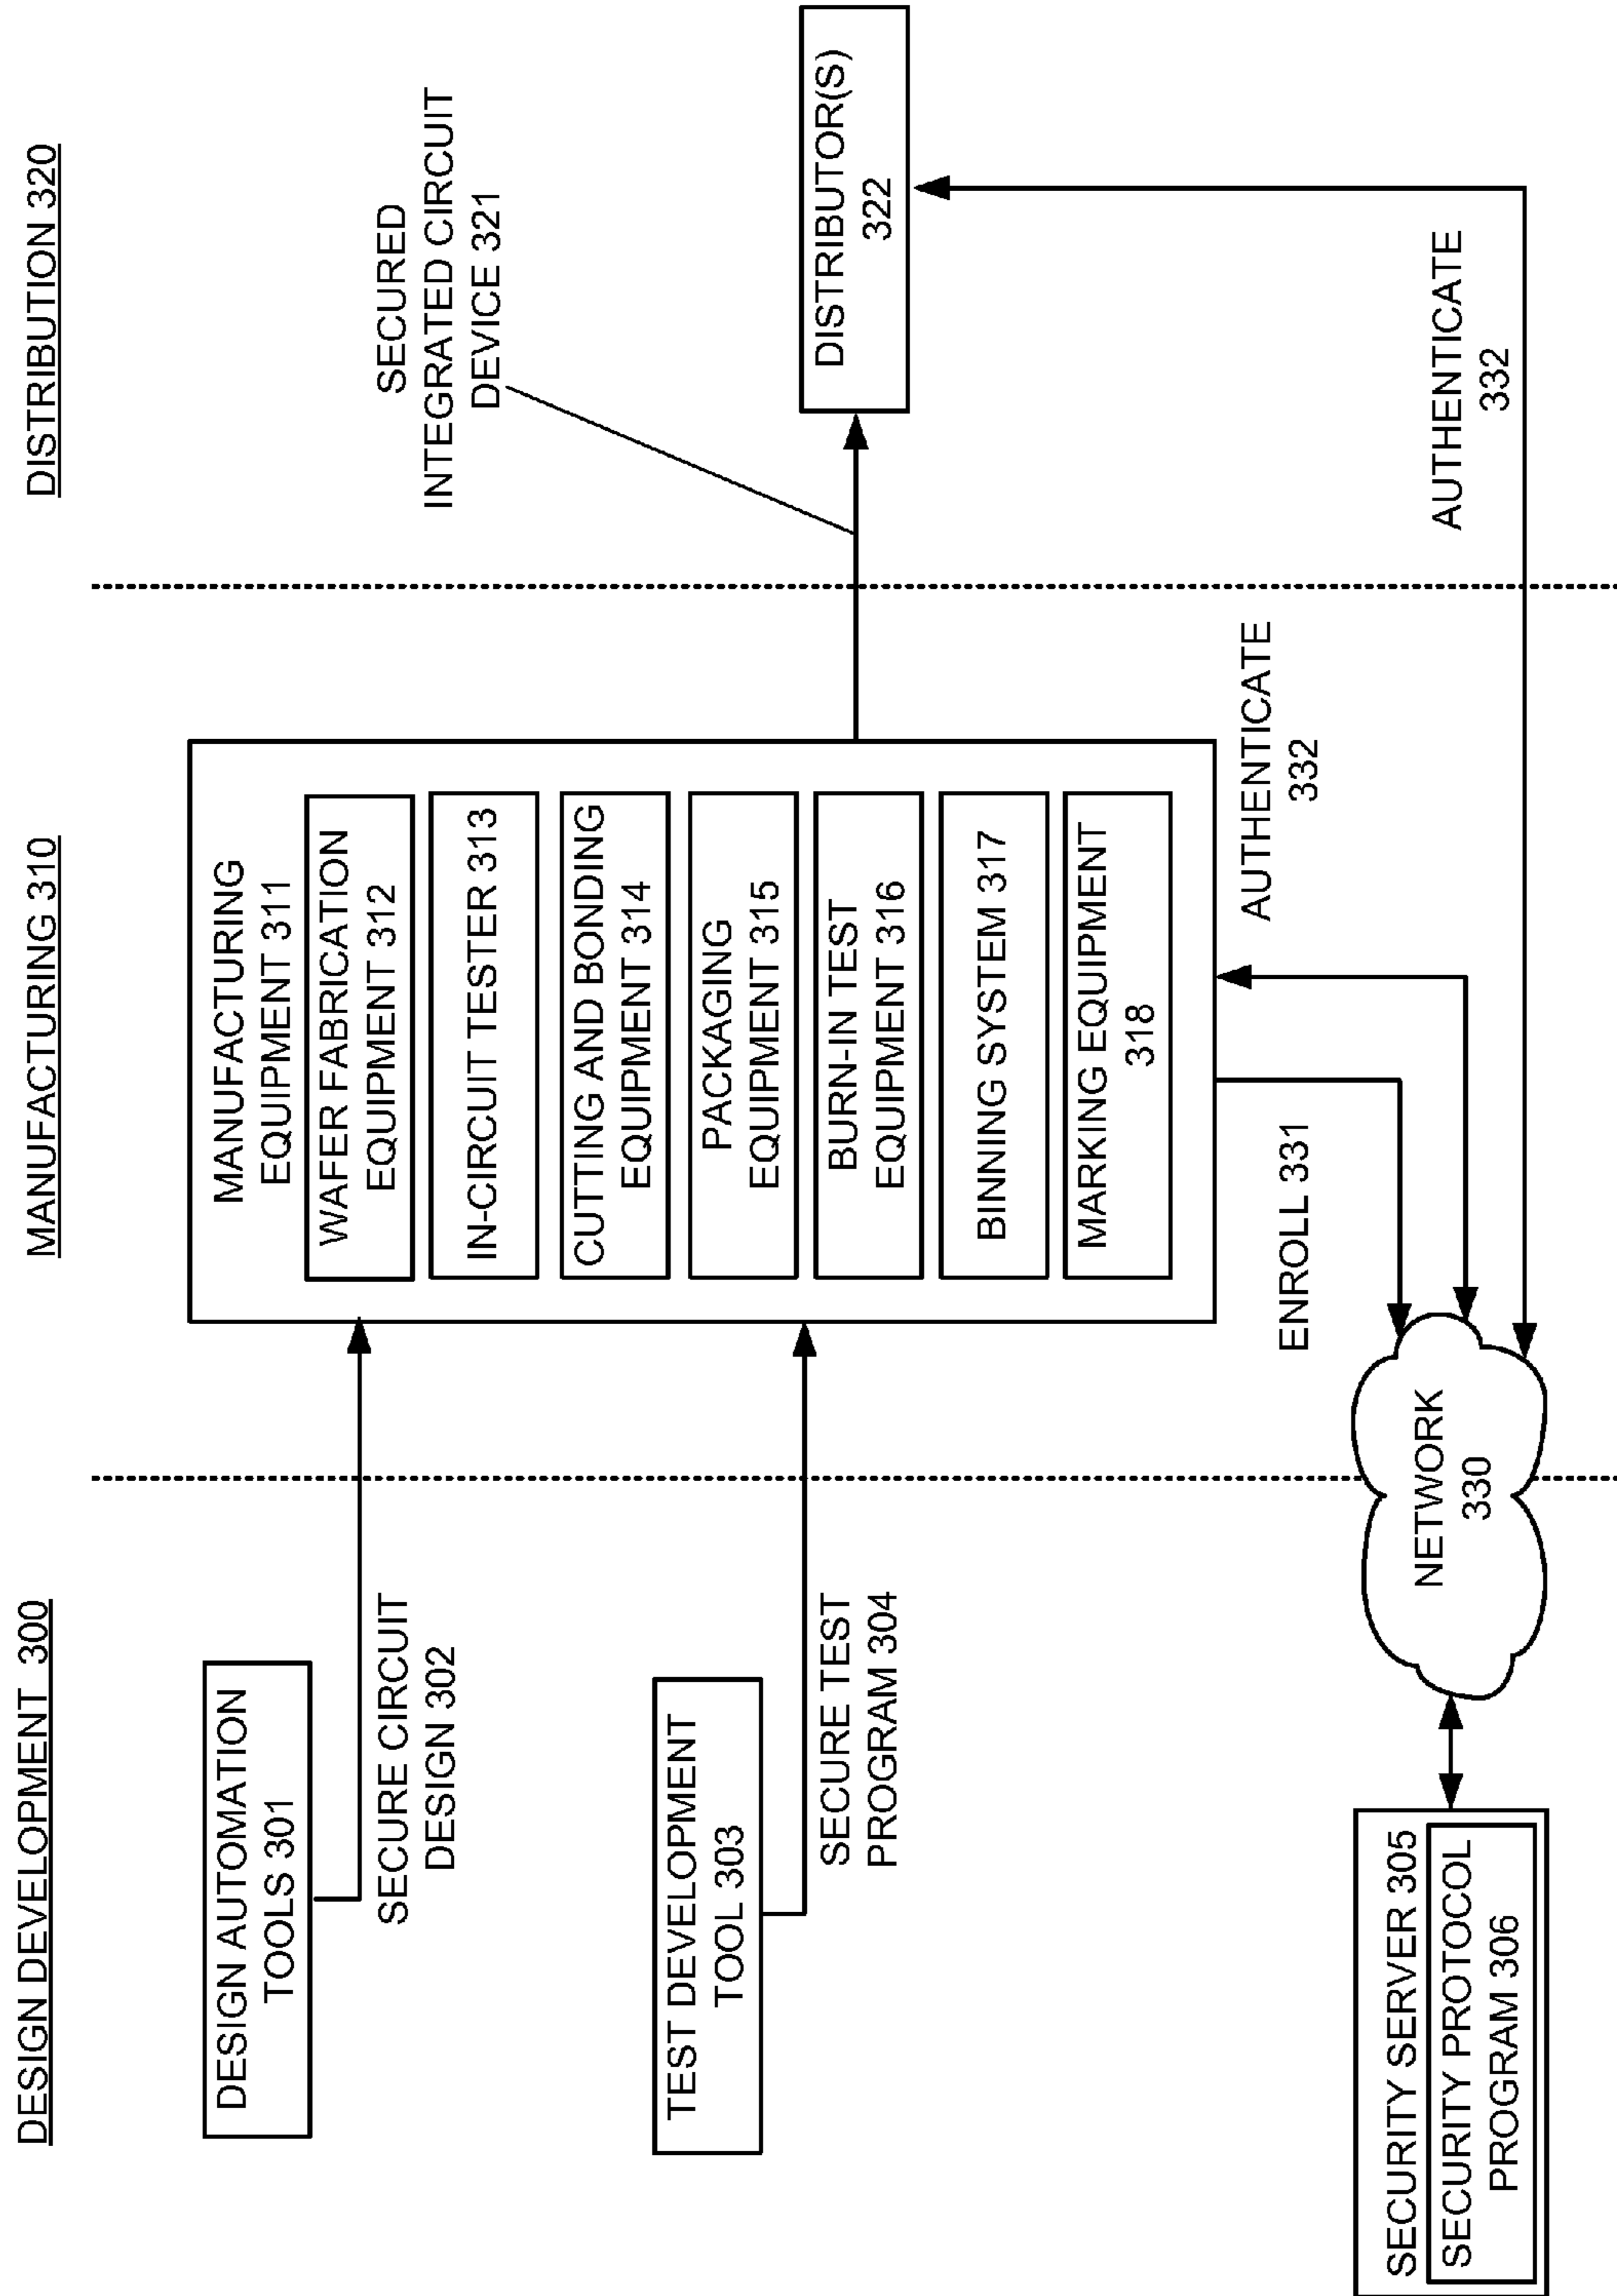 DESIGN DEVELOPMENT 300
MANUFACTURING 310
DISTRIBUTION 320
DESIGN AUTOMATION
TOOLS 301
SECURE CIRCUIT
DESIGN 302
TEST DEVELOPMENT
TOOL 303
SECURE TEST
PROGRAM 304
SECURITY SERVER 305
SECURITY PROTOCOL
PROGRAM 306
NETWORK
330
MANUFACTURING
EQUIPMENT 311
WAFER FABRICATION
EQUIPMENT 312
IN-CIRCUIT TESTER 313
CUTTING AND BONDING
EQUIPMENT 314
PACKAGING
EQUIPMENT 315
BURN-IN TEST
EQUIPMENT 316
BINNING SYSTEM 317
MARKING EQUIPMENT
318
ENROLL 331
AUTHENTICATE
332
SECURED
INTEGRATED CIRCUIT
DEVICE 321
DISTRIBUTOR(S)
322
AUTHENTICATE
332